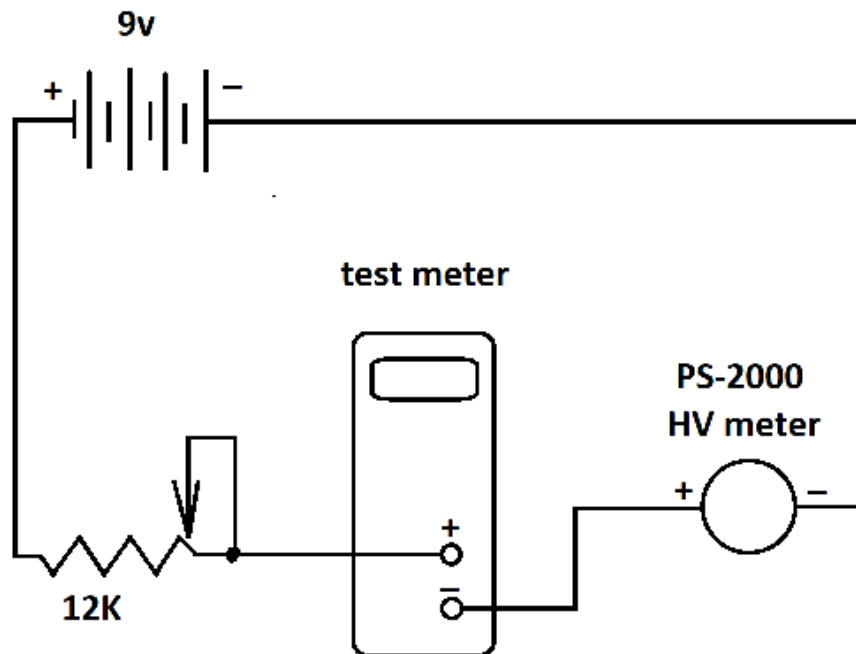 9v
+ –
test meter
PS-2000
HV meter
+ –
+
–
12K